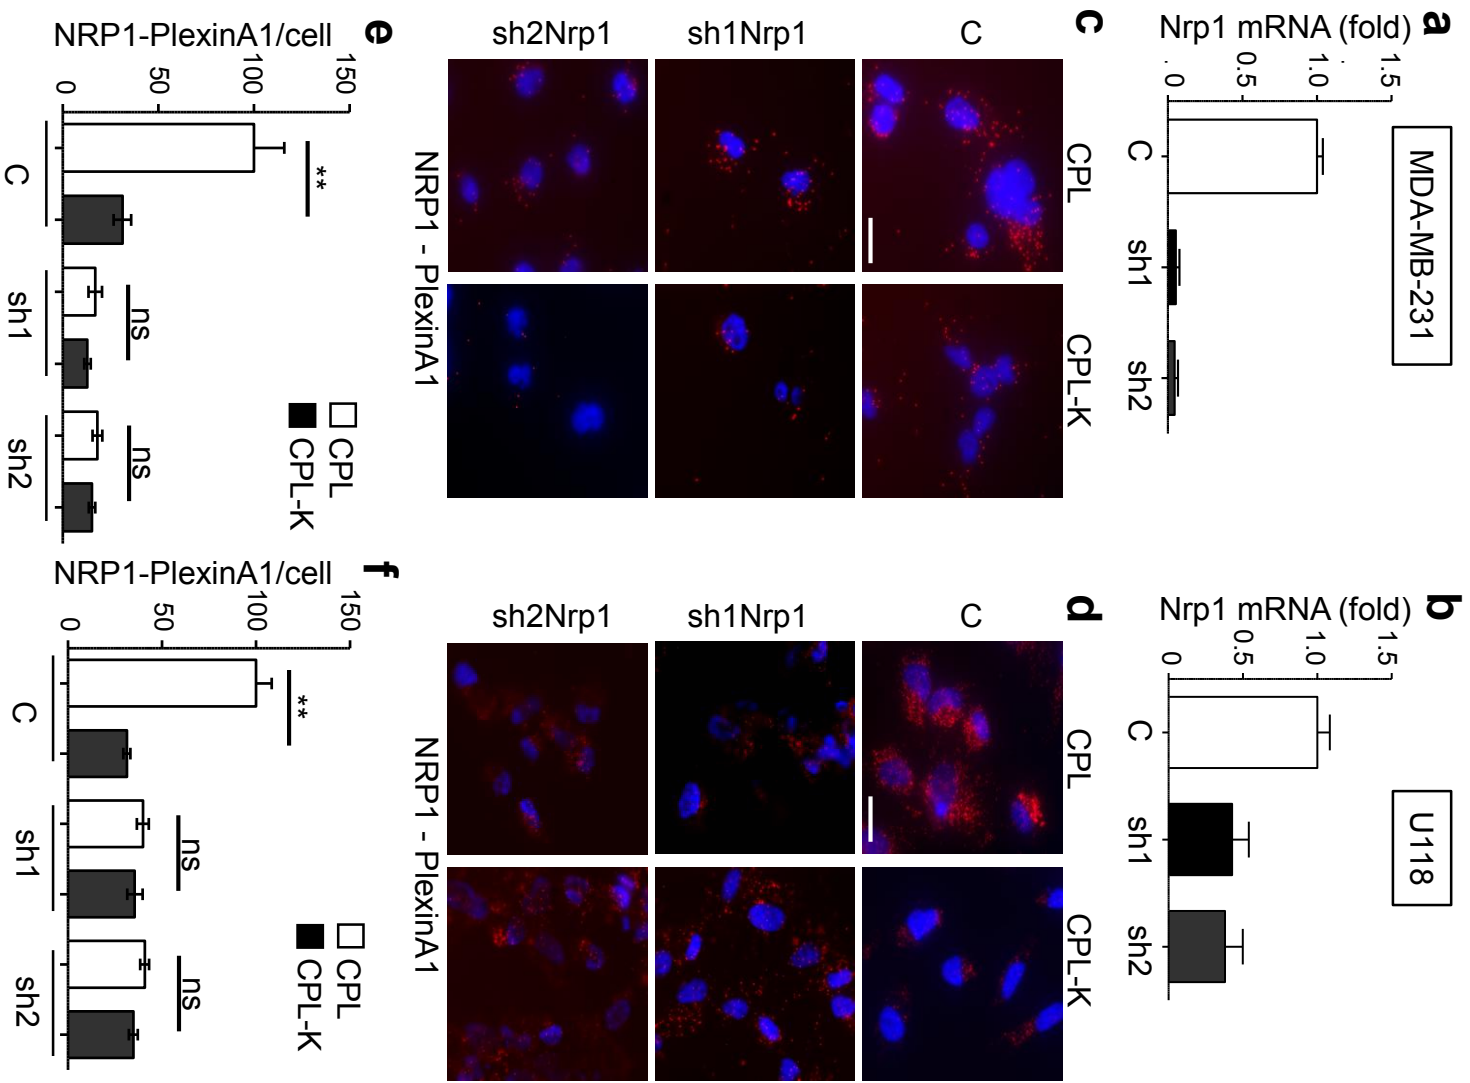 a
MDA-MB-231
Nrp1 mRNA (fold)
1.5
1.0
0.5
.0
C
sh1
sh2
b
U118
Nrp1 mRNA (fold)
1.5
1.0
0.5
0
C
sh1
sh2
c
CPL
CPL-K
C
sh1Nrp1
sh2Nrp1
NRP1 - PlexinA1
d
CPL
CPL-K
C
sh1Nrp1
sh2Nrp1
NRP1 - PlexinA1
e
NRP1-PlexinA1/cell
150
100
50
0
**
ns
ns
CPL
CPL-K
C
sh1
sh2
f
NRP1-PlexinA1/cell
150
100
50
0
**
ns
ns
CPL
CPL-K
C
sh1
sh2